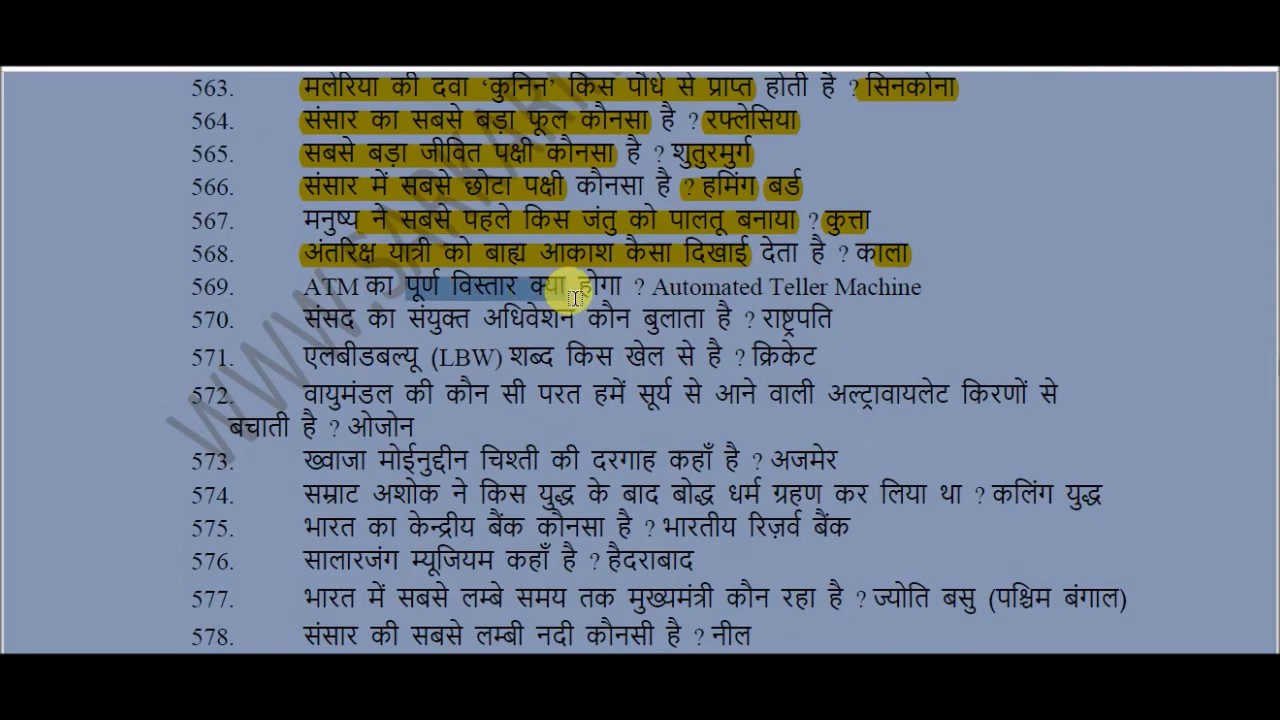 563. मलेरिया की दवा ‘कुनिन’ किस पौधे से प्राप्त होती है ? सिनकोना
564. संसार का सबसे बड़ा फूल कौनसा है ? रफ्लेसिया
565. सबसे बड़ा जीवित पक्षी कौनसा है ? शुतुरमुर्ग
566. संसार में सबसे छोटा पक्षी कौनसा है ? हमिंग बर्ड
567. मनुष्य ने सबसे पहले किस जंतु को पालतू बनाया ? कुत्ता
568. अंतरिक्ष यात्री को बाह्य आकाश कैसा दिखाई देता है ? काला
569. ATM का पूर्ण विस्तार क्या होगा ? Automated Teller Machine
570. संसद का संयुक्त अधिवेशन कौन बुलाता है ? राष्ट्रपति
571. एलबीडबल्यू (LBW) शब्द किस खेल से है ? क्रिकेट
572. वायुमंडल की कौन सी परत हमें सूर्य से आने वाली अल्ट्रावायलेट किरणों से
बचाती है ? ओजोन
573. ख्वाजा मोईनुद्दीन चिश्ती की दरगाह कहाँ है ? अजमेर
574. सम्राट अशोक ने किस युद्ध के बाद बोद्ध धर्म ग्रहण कर लिया था ? कलिंग युद्ध
575. भारत का केन्द्रीय बैंक कौनसा है ? भारतीय रिज़र्व बैंक
576. सालारजंग म्यूजियम कहाँ है ? हैदराबाद
577. भारत में सबसे लम्बे समय तक मुख्यमंत्री कौन रहा है ? ज्योति बसु (पश्चिम बंगाल)
578. संसार की सबसे लम्बी नदी कौनसी है ? नील